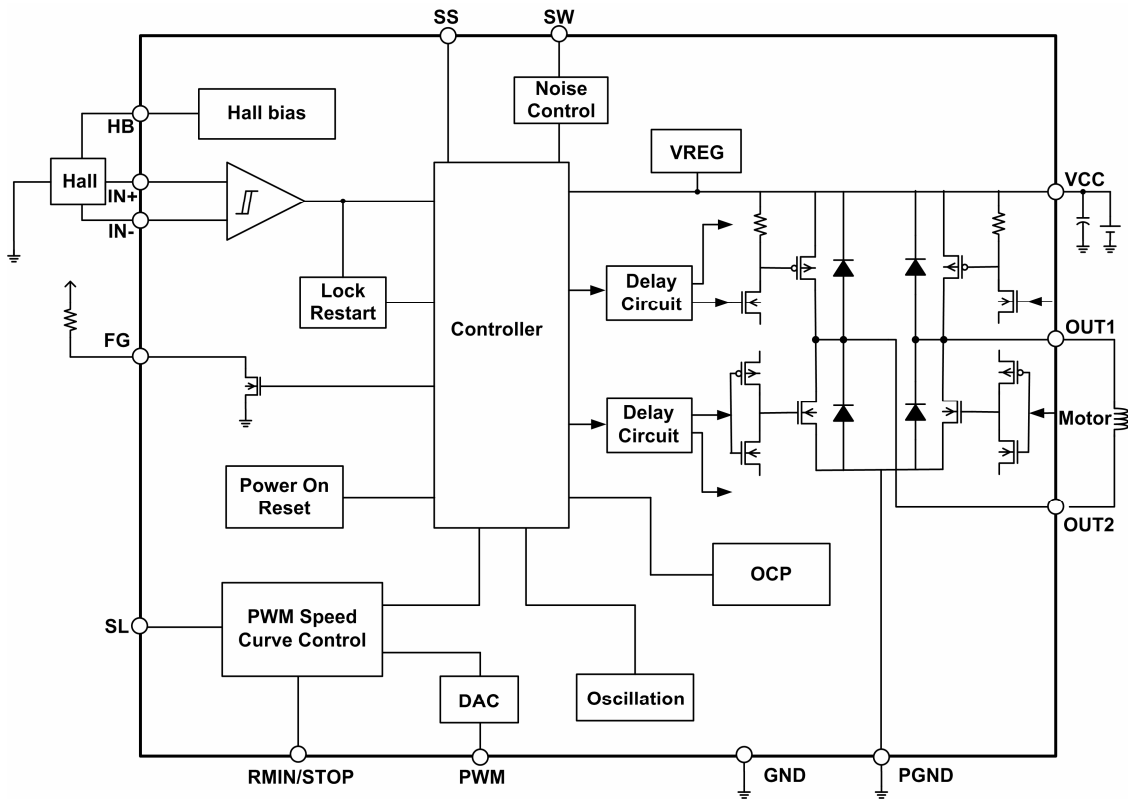 SS
SW
Noise
Control
Hall bias
HB
VREG
Hall
VCC
IN+
IN-
Delay
Circuit
Lock
Restart
Controller
OUT1
FG
Delay
Circuit
Motor
Power On
Reset
OUT2
OCP
PWM Speed
Curve Control
SL
DAC
Oscillation
RMIN/STOP
PWM
GND
PGND